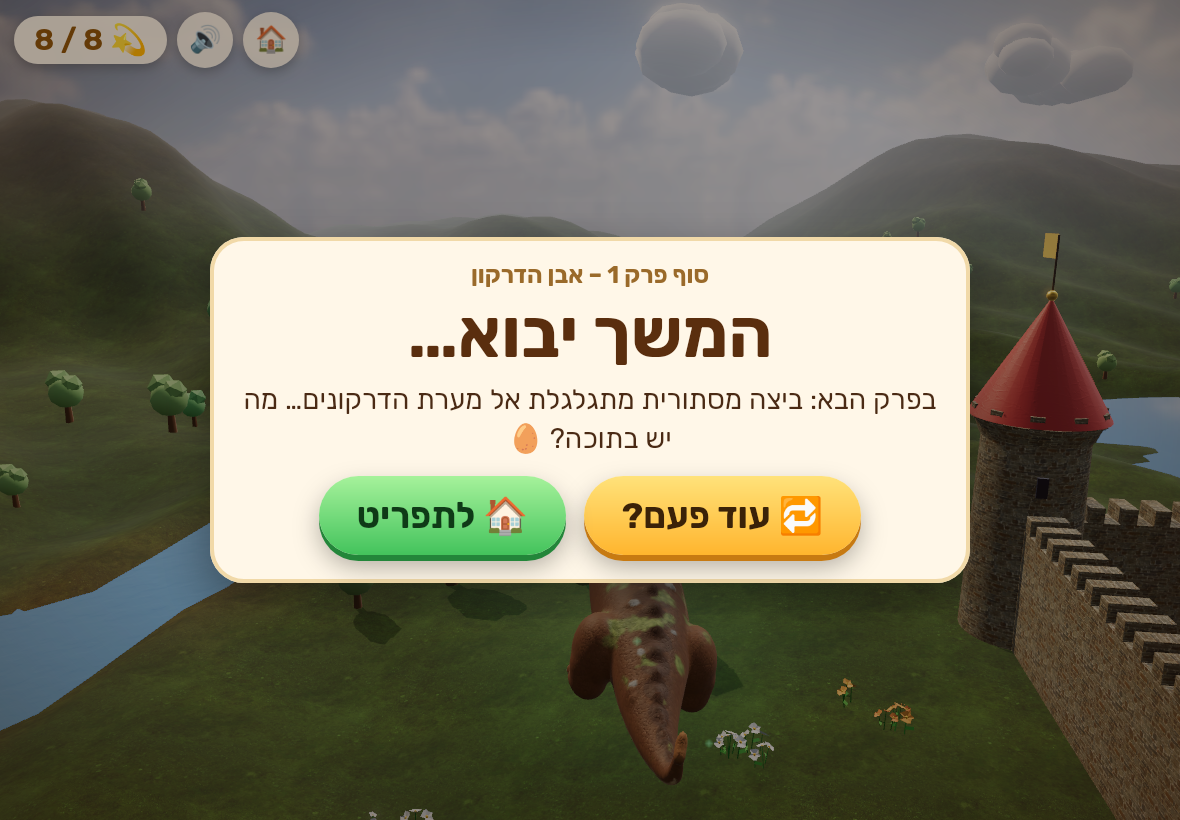 8 / 8
סוף פרק 1 – אבן הדרקון
המשך יבוא...
בפרק הבא: ביצה מסתורית מתגלגלת אל מערת הדרקונים... מה
יש בתוכה?
עוד פעם?
לתפריט